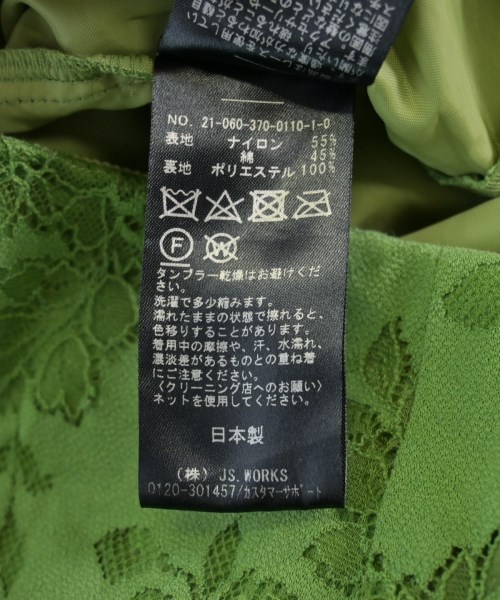 NO. 21-060-370-0110-1-0
表地 ナイロン 55%
綿 45%
裏地 ポリエステル 100%
F W
タンブラー乾燥はお避けくだ
さい。
洗濯で多少縮みます。
濡れたままの状態で擦れると、
色移りすることがあります。
着用中の摩擦や、汗、水濡れ、
濃淡差があるものとの重ね着
にご注意ください。
〈クリーニング店へのお願い〉
ネットを使用してください。
日本製
(株) JS.WORKS
0120-301457/カスタマーサポート